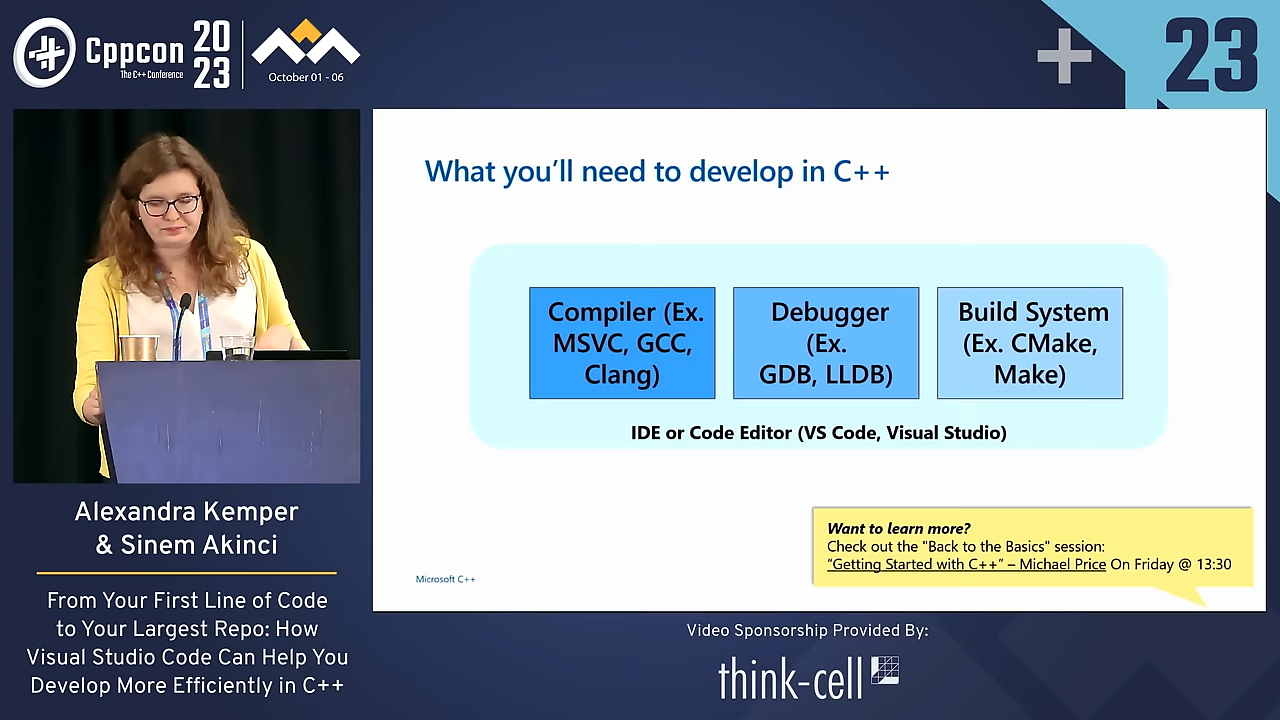 Cppcon
The C++ Conference
20
23
October 01 - 06
23
What you'll need to develop in C++
Compiler (Ex.
MSVC, GCC,
Clang)
Debugger
(Ex.
GDB, LLDB)
Build System
(Ex. CMake,
Make)
IDE or Code Editor (VS Code, Visual Studio)
Want to learn more?
Check out the "Back to the Basics" session:
"Getting Started with C++" – Michael Price On Friday @ 13:30
Microsoft C++
Alexandra Kemper
& Sinem Akinci
From Your First Line of Code
to Your Largest Repo: How
Visual Studio Code Can Help You
Develop More Efficiently in C++
Video Sponsorship Provided By:
think-cell